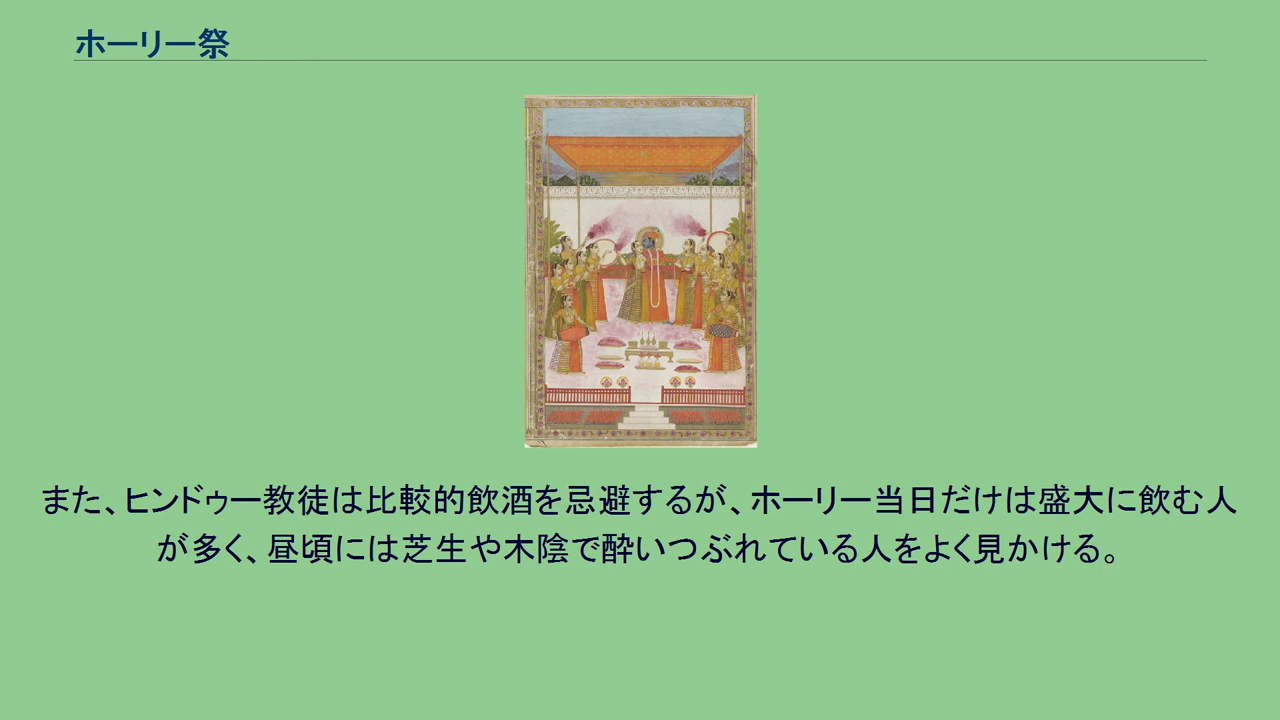 ホーリー祭
また、ヒンドゥー教徒は比較的飲酒を忌避するが、ホーリー当日だけは盛大に飲む人
が多く、昼頃には芝生や木陰で酔いつぶれている人をよく見かける。